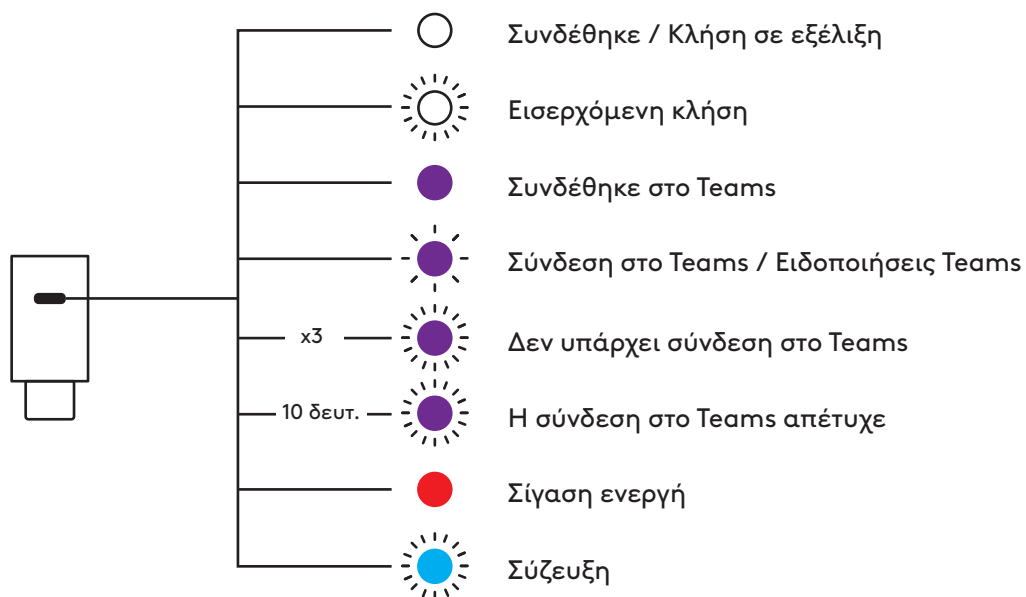 Συνδέθηκε / Κλήση σε εξέλιξη
Εισερχόμενη κλήση
Συνδέθηκε στο Teams
Σύνδεση στο Teams / Ειδοποιήσεις Teams
x3 Δεν υπάρχει σύνδεση στο Teams
10 δευτ. Η σύνδεση στο Teams απέτυχε
Σίγαση ενεργή
Σύζευξη